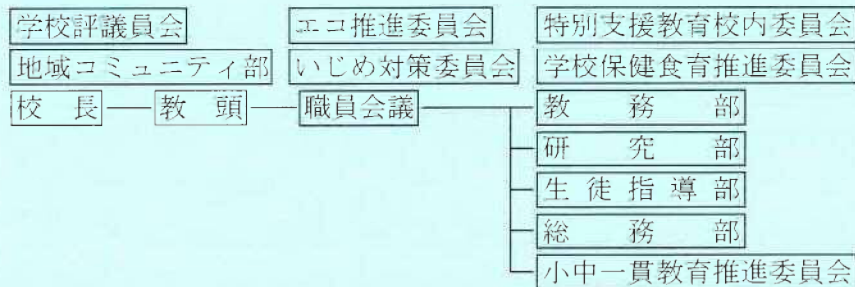 学校評議員会 エコ推進委員会 特別支援教育校内委員会
地域コミュニティ部 いじめ対策委員会 学校保健食育推進委員会
校長 教頭 職員会議 教務部
研究部
生徒指導部
総務部
小中一貫教育推進委員会